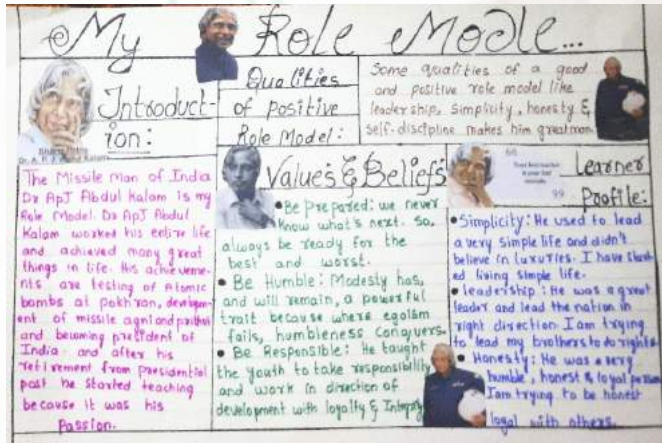 My Role Modle...
Introduct-
ion:
Dr. A. P. J. Abdul Kalam
The Missile Man of India
Dr ApJ Abdul Kalam is my
Role Model. Dr ApJ Abdul
Kalam worked his entire life
and achieved many great
things in life. His achieveme-
nts are testing of Atomic
bombs at pokhran, developm-
ent of missile agni and prithvi
and becoming president of
India and after his
retirement from presidential
post he started teaching
because it was his
Passion.
Qualities
of positive
Role Model:
Some qualities of a good
and positive role model like
leadership, simplicity, honesty &
self-discipline makes him great man.
Values & Beliefs
• Be prepared: we never
know what's next. So,
always be ready for the
best and worst.
• Be Humble: Modesty has,
and will remain, a powerful
trait because where egoism
fails, humbleness conquers.
• Be Responsible: He taught
the youth to take responsibility
and work in direction of
development with loyalty & Integrity
Learner
Profile:
• Simplicity: He used to lead
a very simple life and didn't
believe in luxuries. I have start-
ed living simple life.
• leadership: He was a great
leader and lead the nation in
right direction. I am trying
to lead my brothers to do rights.
• Honesty: He was a very
humble, honest & loyal person
I am trying to be honest
loyal with others.